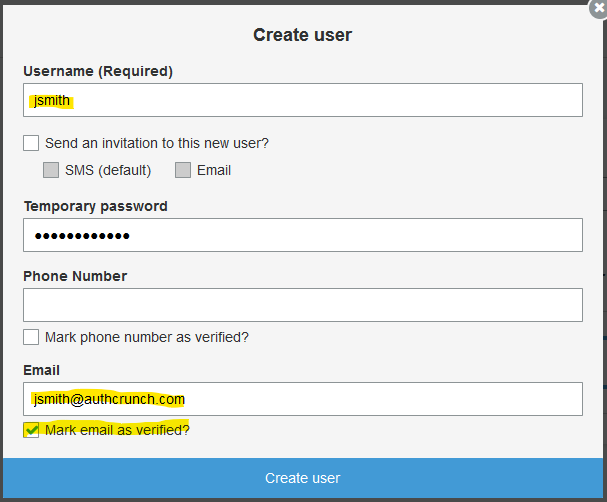 Create user
Username (Required)
jsmith
Send an invitation to this new user?
SMS (default) Email
Temporary password
●●●●●●●●●●●●
Phone Number
Mark phone number as verified?
Email
jsmith@authcrunch.com
Mark email as verified?
Create user